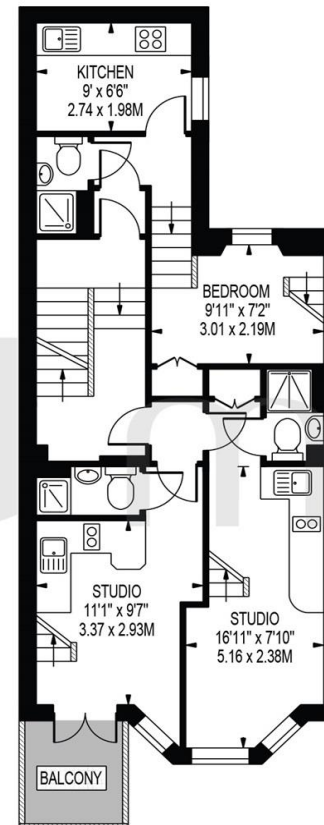 KITCHEN
9' x 6'6"
2.74 x 1.98M
BEDROOM
9'11" x 7'2"
3.01 x 2.19M
STUDIO
11'1" x 9'7"
3.37 x 2.93M
STUDIO
16'11" x 7'10"
5.16 x 2.38M
BALCONY